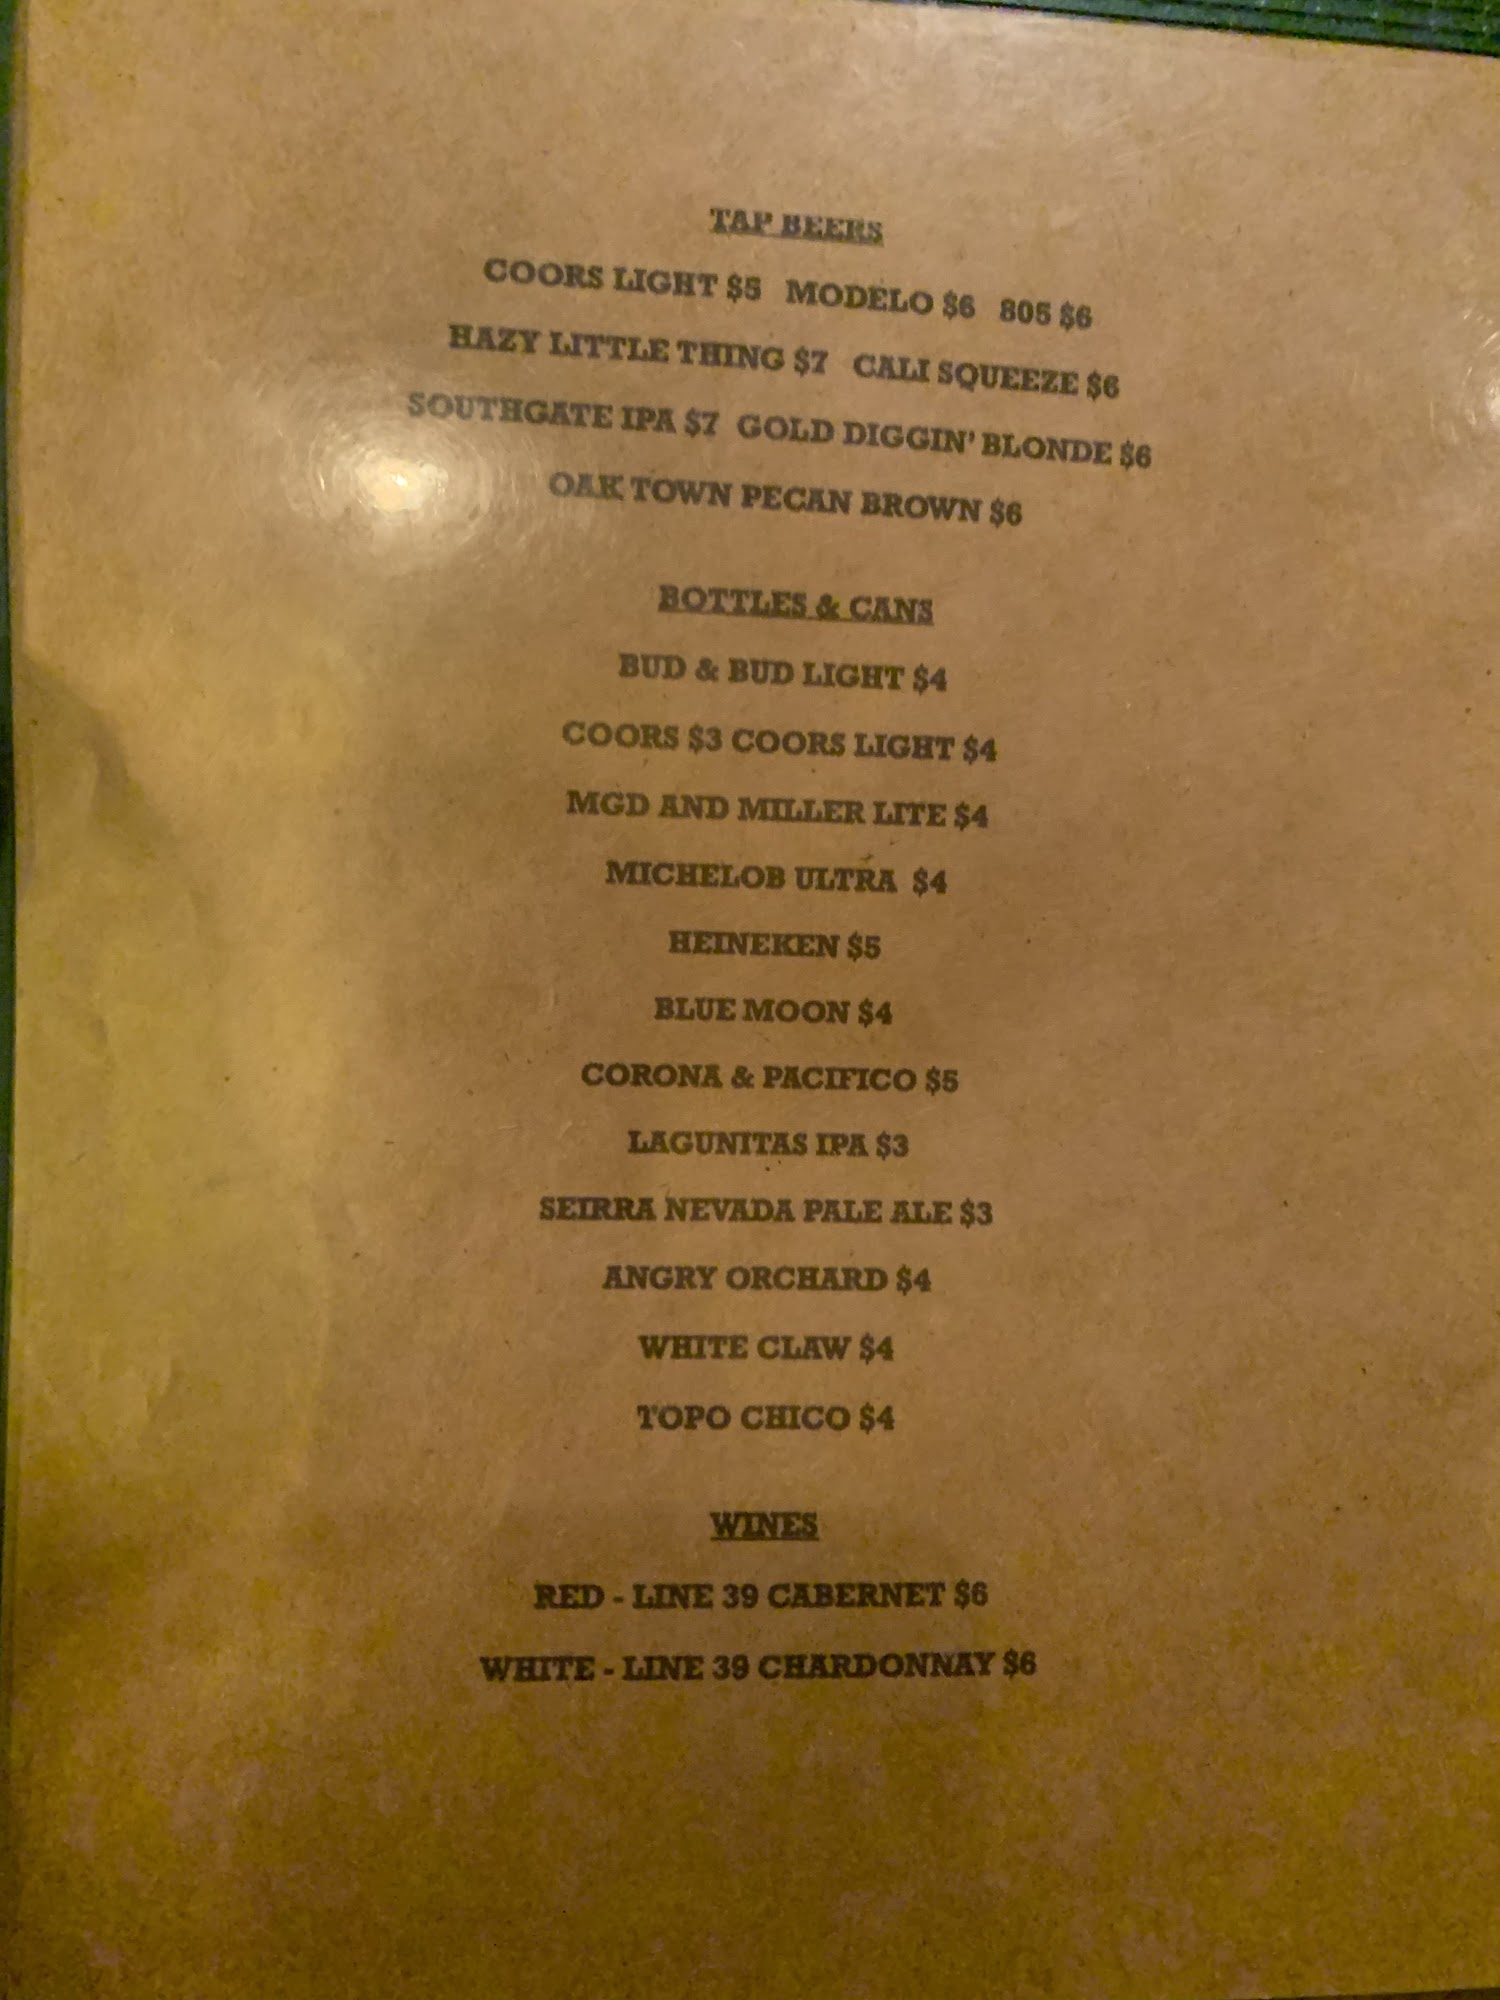 TAP BEERS
COORS LIGHT $5 MODELO $6 805 $6
HAZY LITTLE THING $7 CALI SQUEEZE $6
SOUTHGATE IPA $7 GOLD DIGGIN' BLONDE $6
OAK TOWN PECAN BROWN $6
BOTTLES & CANS
BUD & BUD LIGHT $4
COORS $3 COORS LIGHT $4
MGD AND MILLER LITE $4
MICHELOB ULTRA $4
HEINEKEN $5
BLUE MOON $4
CORONA & PACIFICO $5
LAGUNITAS IPA $3
SEIRRA NEVADA PALE ALE $3
ANGRY ORCHARD $4
WHITE CLAW $4
TOPO CHICO $4
WINES
RED - LINE 39 CABERNET $6
WHITE - LINE 39 CHARDONNAY $6